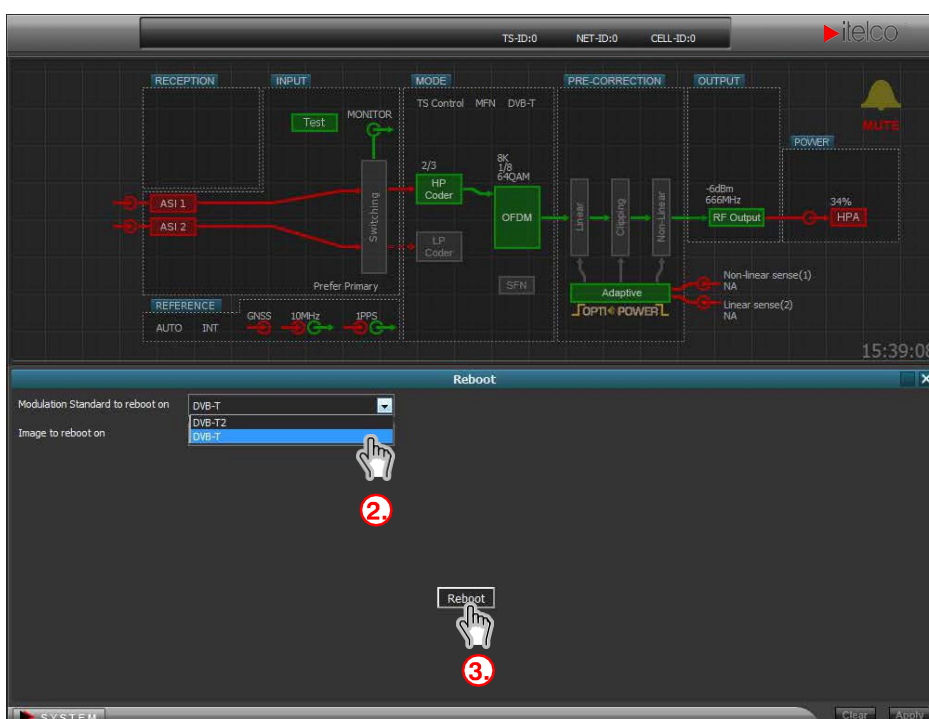 TS-ID:0 NET-ID:0 CELL-ID:0
itelco
RECEPTION INPUT MODE PRE-CORRECTION OUTPUT
TS Control MFN DVB-T
MONITOR
Test
MUTE
POWER
2/3
8K
1/8
64QAM
HP
Coder
ASI 1
ASI 2
Switching
OFDM
Linear
Clipping
Non-Linear
-6dBm
666MHz
RF Output
34%
HPA
LP
Coder
Prefer Primary
SFN
Adaptive
OPTI POWER
Non-linear sense(1)
NA
Linear sense(2)
NA
REFERENCE
AUTO INT
GNSS 10MHz 1PPS
15:39:08
Reboot
Modulation Standard to reboot on DVB-T
DVB-T2
Image to reboot on DVB-T
2.
Reboot
3.
SYSTEM
Clear Apply